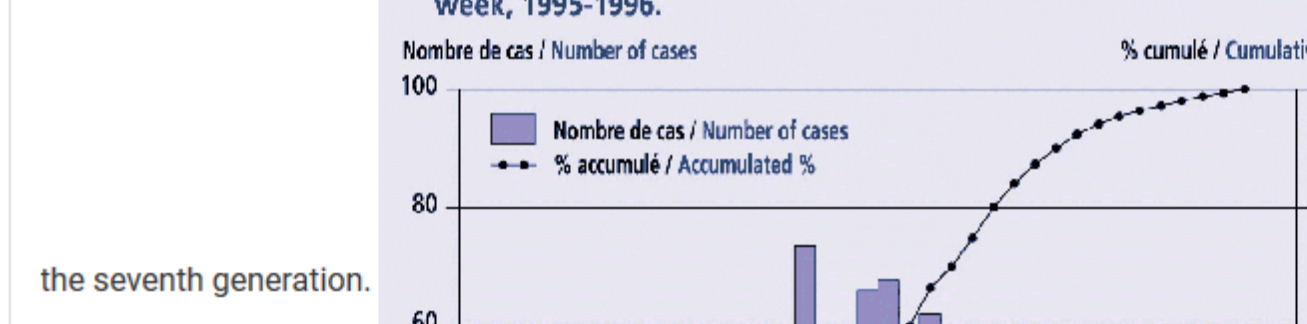 the seventh generation.
Week, 1995-1996.
Nombre de cas / Number of cases
% cumulé / Cumulati
100
Nombre de cas / Number of cases
% accumulé / Accumulated %
80
60